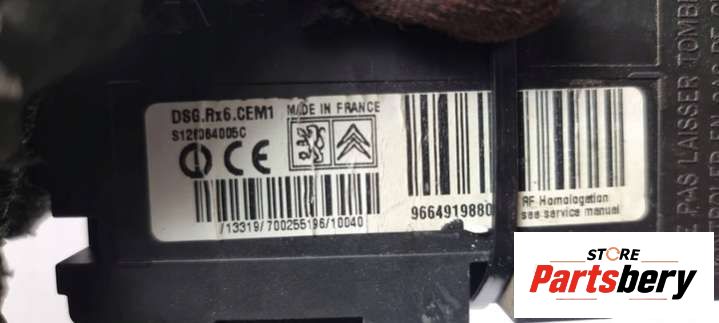 DSG.Rx6.CEM1 MADE IN FRANCE
CE
/13319/700255196/10040
9664919880
RF Homologation
see service manual
PAS LAISSER TOMBE
STORE
Partsbery